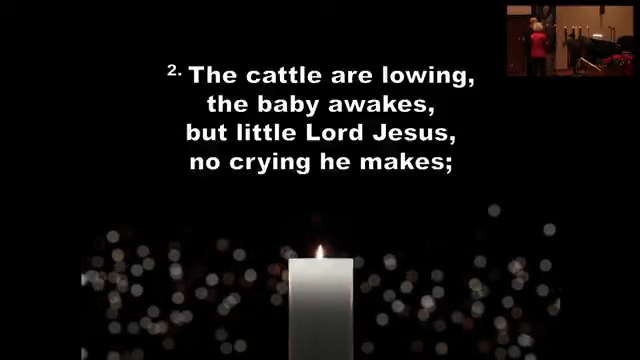 2. The cattle are lowing,
the baby awakes,
but little Lord Jesus,
no crying he makes;